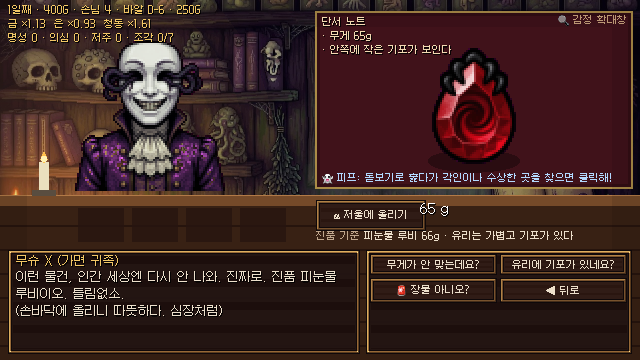 1일째 · 400G · 손님 4 · 바알 D-6 · 250G
금 ×1.13 은 ×0.93 청동 ×1.61
명성 0 · 의심 0 · 저주 0 · 조각 0/7
단서 노트
감정 확대창
· 무게 65g
· 안쪽에 작은 기포가 보인다
피프: 돋보기로 훑다가 각인이나 수상한 곳을 찾으면 클릭해!
저울에 올리기
65 g
진품 기준 피눈물 루비 66g · 유리는 가볍고 기포가 있다
무슈 X (가면 귀족)
이런 물건, 인간 세상엔 다시 안 나와. 진짜로. 진품 피눈물
루비이오. 틀림없소.
(손바닥에 올리니 따뜻하다. 심장처럼)
무게가 안 맞는데요?
유리에 기포가 있네요?
장물 아니오?
◀ 뒤로